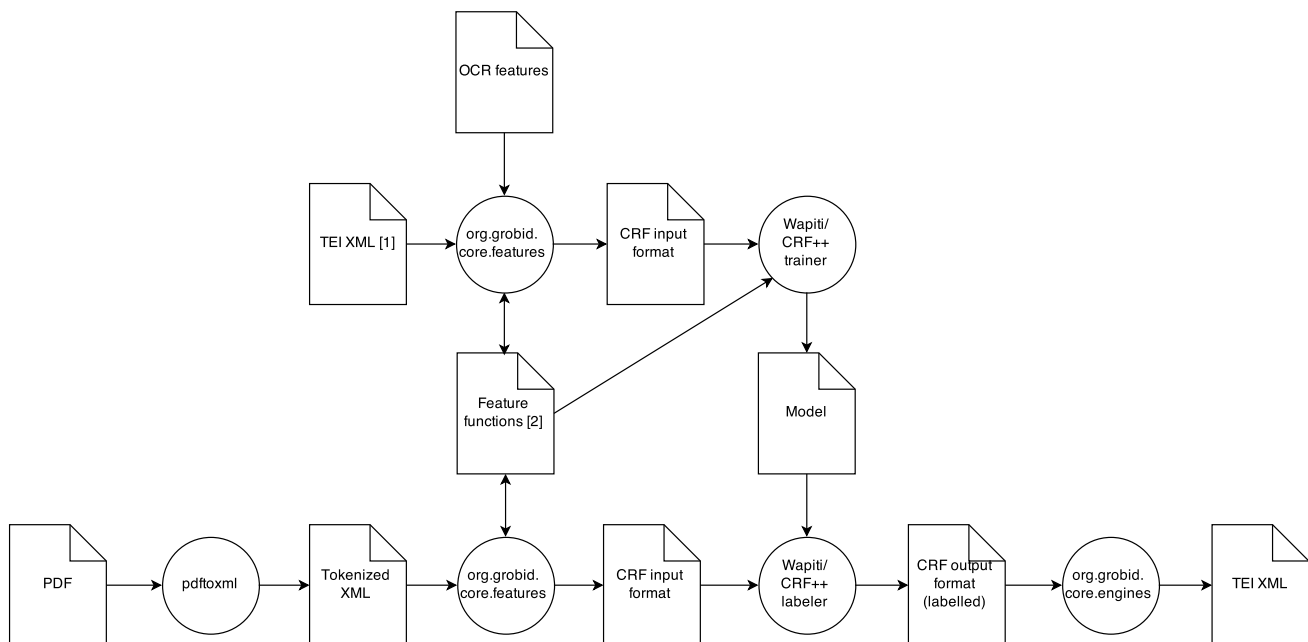 OCR features
TEI XML [1]
org.grobid.
core.features
CRF input
format
Wapiti/
CRF++
trainer
Feature
functions [2]
Model
PDF
pdftoxml
Tokenized
XML
org.grobid.
core.features
CRF input
format
Wapiti/
CRF++
labeler
CRF output
format
(labelled)
org.grobid.
core.engines
TEI XML